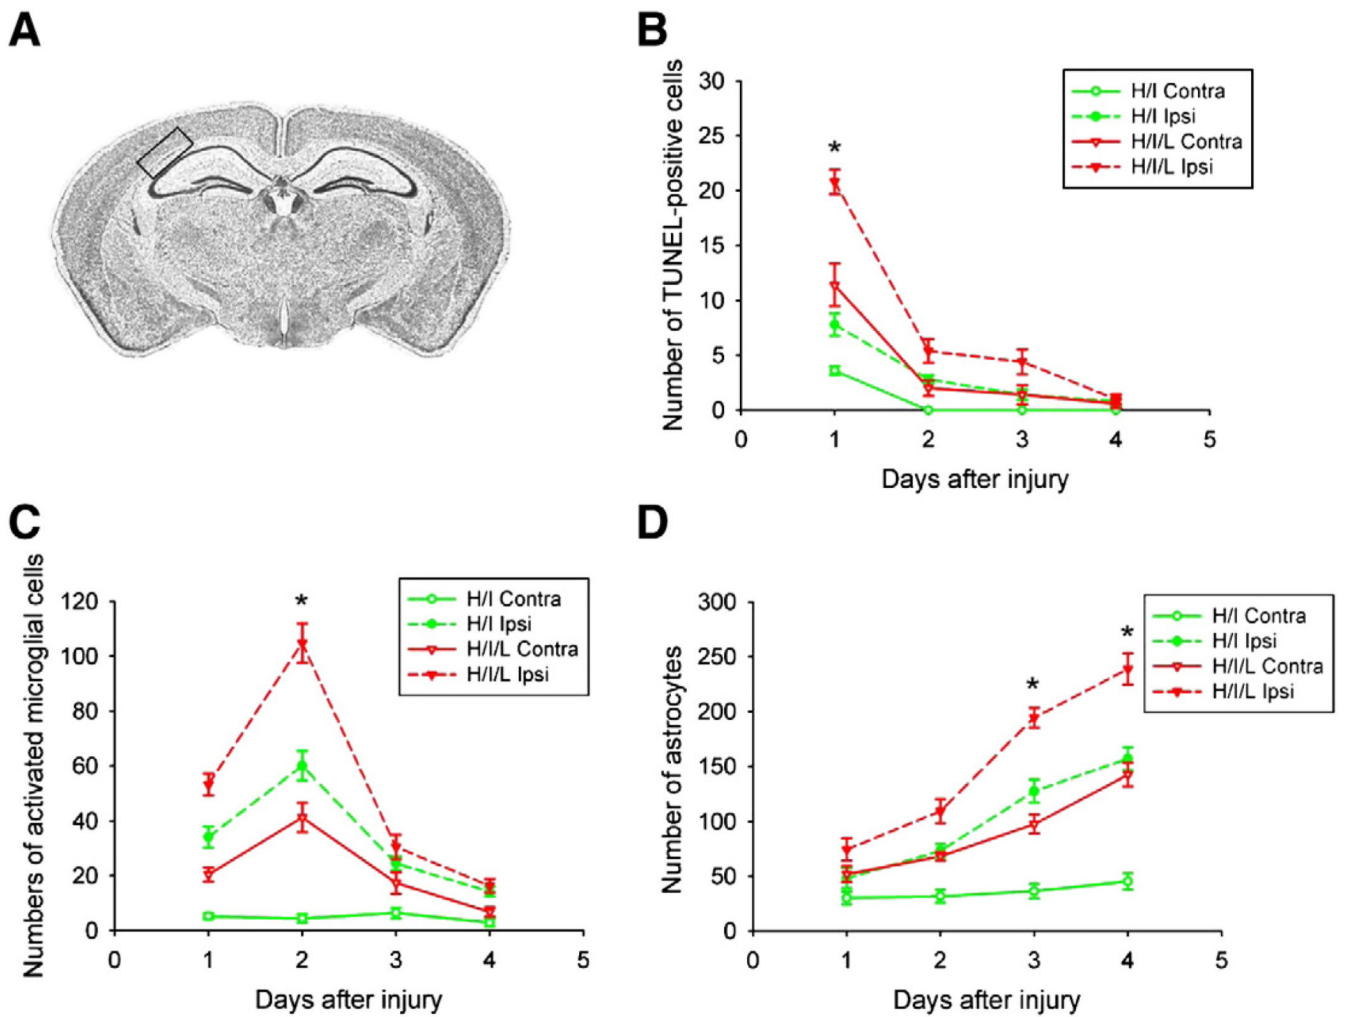 A
B
Number of TUNEL-positive cells
30
25
20
15
10
5
0
*
H/I Contra
H/I Ipsi
H/I/L Contra
H/I/L Ipsi
0 1 2 3 4 5
Days after injury
C
Numbers of activated microglial cells
120
100
80
60
40
20
0
*
H/I Contra
H/I Ipsi
H/I/L Contra
H/I/L Ipsi
0 1 2 3 4 5
Days after injury
D
Number of astrocytes
300
250
200
150
100
50
0
*
*
H/I Contra
H/I Ipsi
H/I/L Contra
H/I/L Ipsi
0 1 2 3 4 5
Days after injury